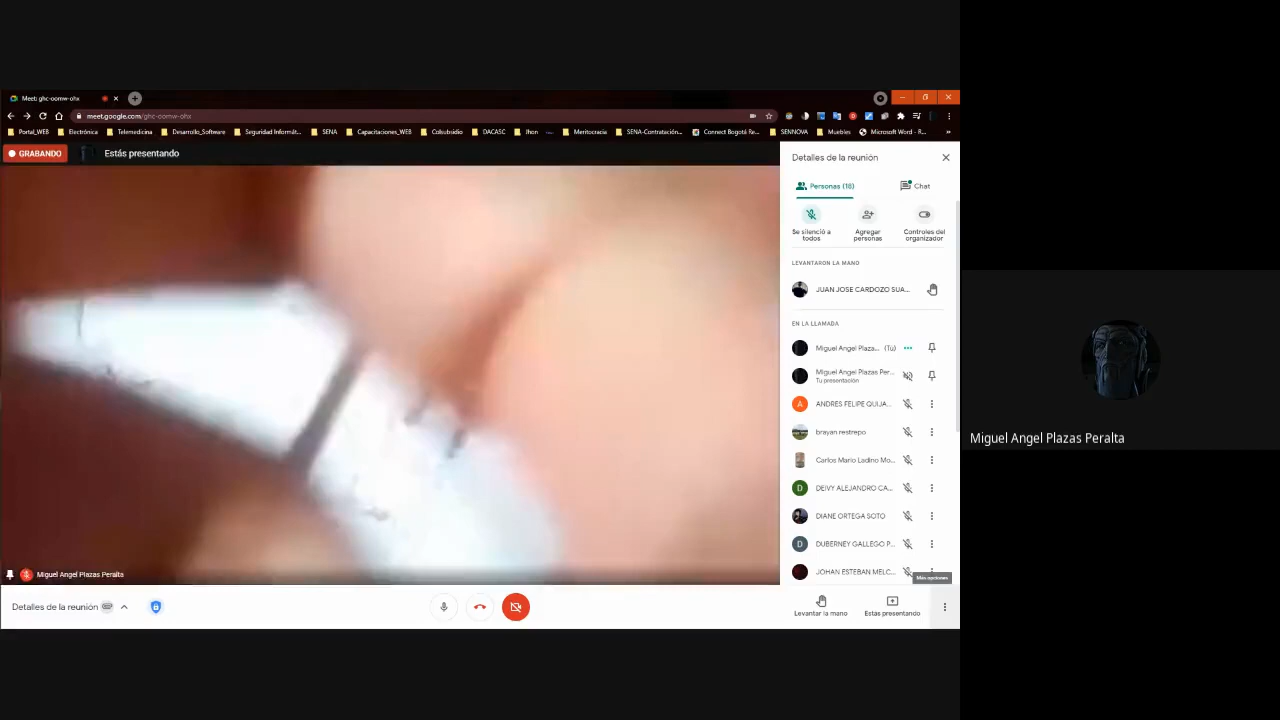 Meet: ghc-oomw-ohx
meet.google.com/ghc-oomw-ohx
Portal_WEB Electrónica Telemedicina Desarrollo_Software Seguridad Informát... SENA Capacitaciones_WEB Colsubsidio DACASC Jhon Meritocracia SENA-Contratación... Connect Bogotá Re... SENNOVA Muebles Microsoft Word - R... »
GRABANDO Estás presentando
Detalles de la reunión
Personas (18) Chat
Se silenció a todos
Agregar personas
Controles del organizador
LEVANTARON LA MANO
JUAN JOSE CARDOZO SUA...
EN LA LLAMADA
Miguel Angel Plaza... (Tú)
Miguel Angel Plazas Per...
Tu presentación
A ANDRES FELIPE QUIJA...
brayan restrepo
Carlos Mario Ladino Mo...
D DEIVY ALEJANDRO CA...
DIANE ORTEGA SOTO
D DUBERNEY GALLEGO P...
JOHAN ESTEBAN MELC...
Más opciones
Miguel Angel Plazas Peralta
Detalles de la reunión
Levantar la mano
Estás presentando
Miguel Angel Plazas Peralta